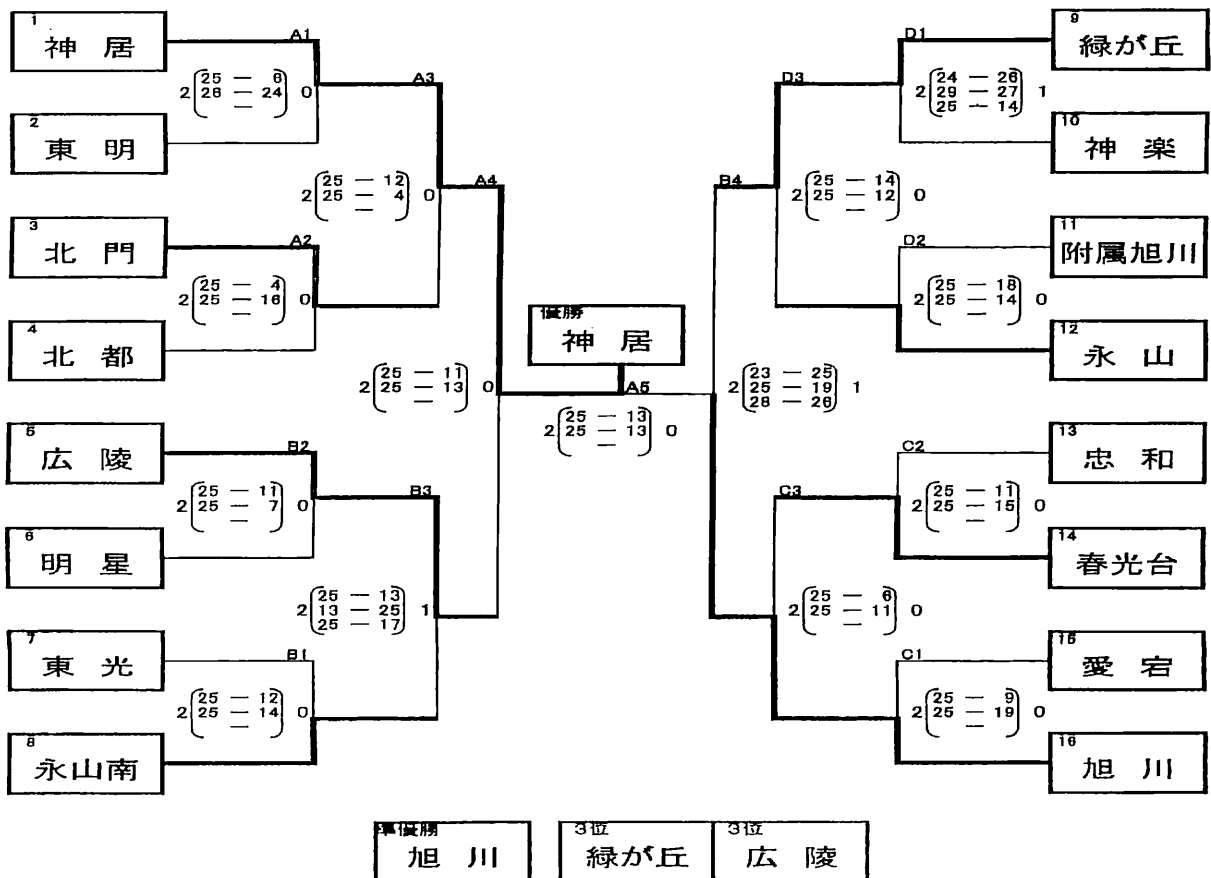 1
神 居
2
東 明
3
北 門
4
北 都
5
広 陵
6
明 星
7
東 光
8
永山南
A1
2 25 — 6 0
26 — 24
—
A2
2 25 — 4 0
25 — 16
—
B2
2 25 — 11 0
25 — 7
—
B1
2 25 — 12 0
25 — 14
—
A3
2 25 — 12 0
25 — 4
—
B3
2 25 — 13 1
13 — 25
25 — 17
A4
2 25 — 11 0
25 — 13
—
優勝
神 居
A5
2 25 — 13 0
25 — 13
—
B4
2 23 — 25 1
25 — 19
28 — 26
D3
2 25 — 14 0
25 — 12
—
C3
2 25 — 6 0
25 — 11
—
D1
2 24 — 26 1
29 — 27
25 — 14
D2
2 25 — 18 0
25 — 14
—
C2
2 25 — 11 0
25 — 15
—
C1
2 25 — 9 0
25 — 19
—
9
緑が丘
10
神 楽
11
附属旭川
12
永 山
13
忠 和
14
春光台
15
愛 宕
16
旭 川
準優勝
旭 川
3位
緑が丘
3位
広 陵